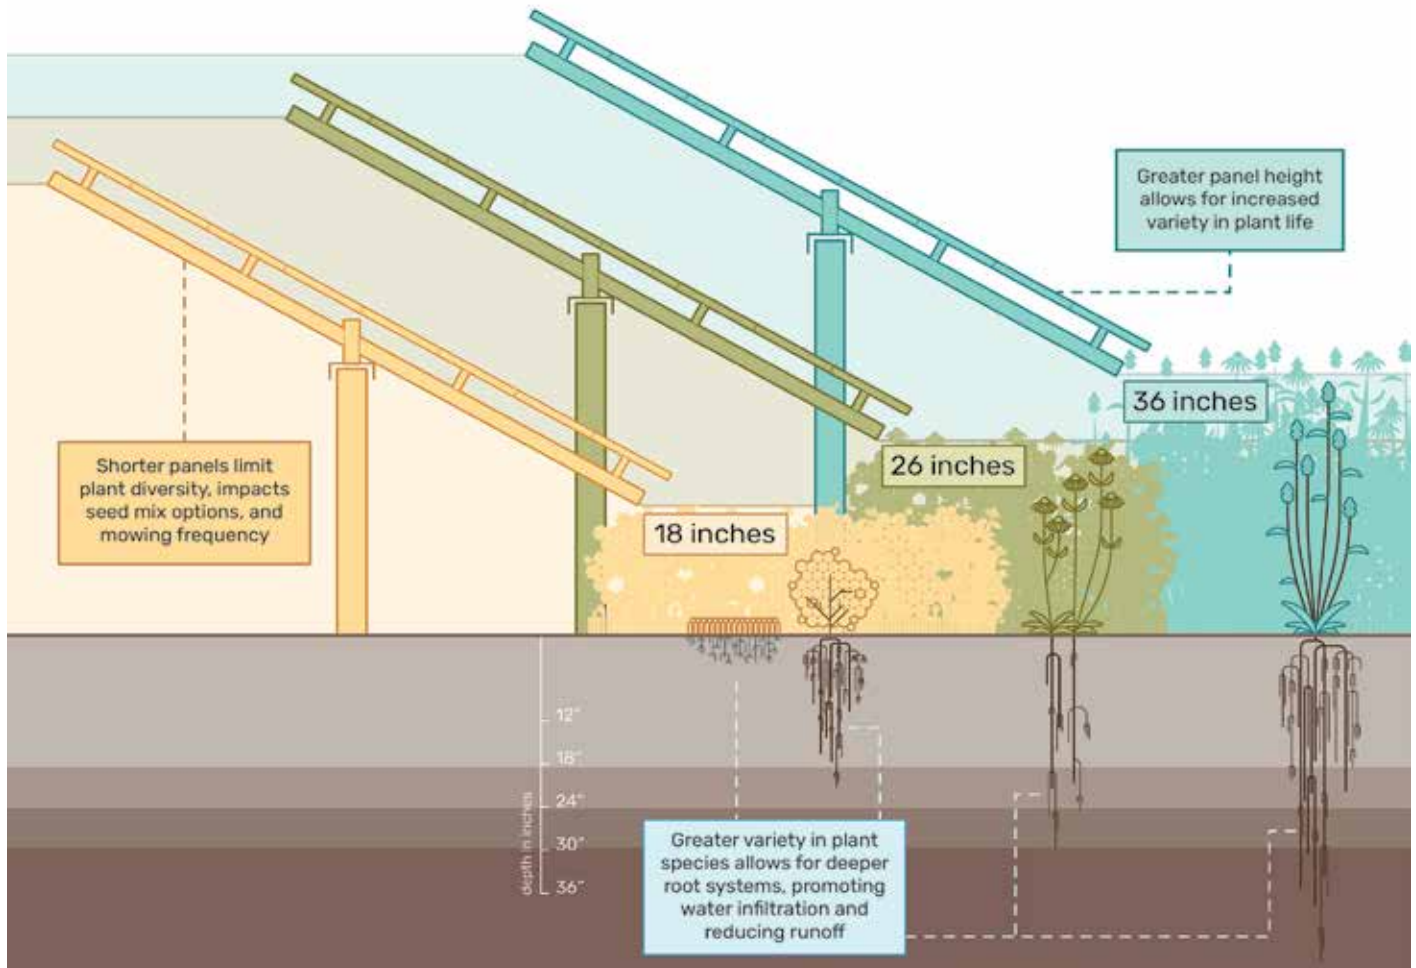 Greater panel height
allows for increased
variety in plant life
36 inches
26 inches
Shorter panels limit
plant diversity, impacts
seed mix options, and
mowing frequency
18 inches
12"
18"
24"
30"
36"
depth in inches
Greater variety in plant
species allows for deeper
root systems, promoting
water infiltration and
reducing runoff